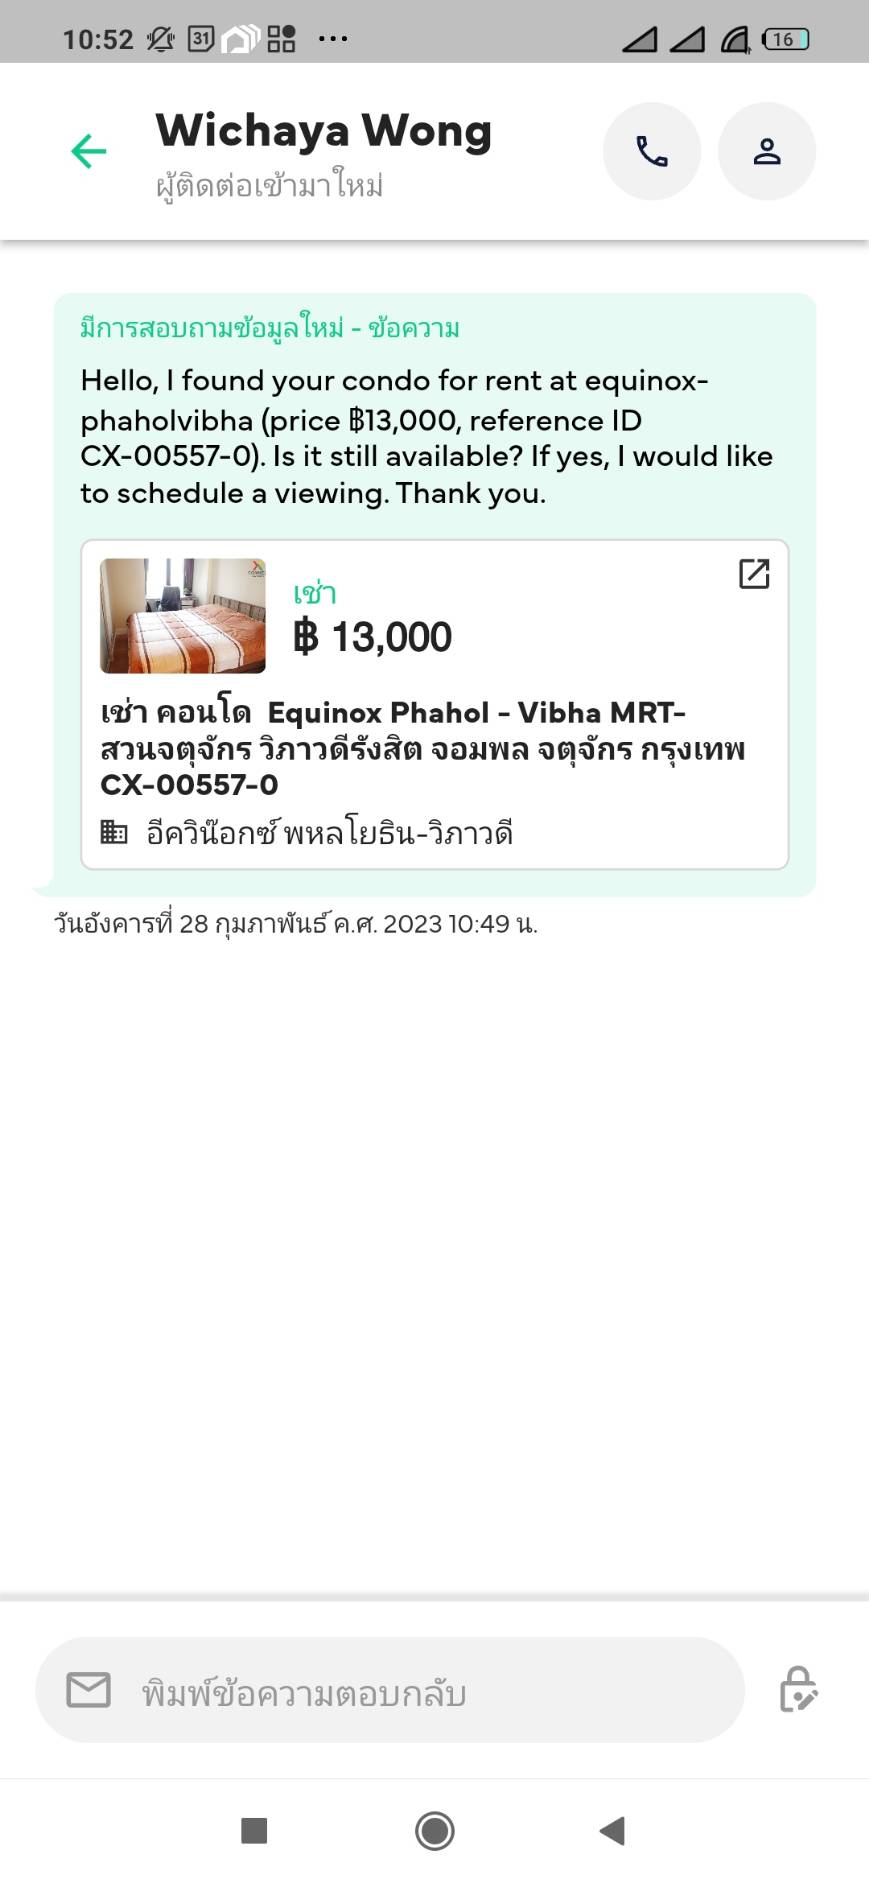 10:52
31
16
Wichaya Wong
ผู้ติดต่อเข้ามาใหม่
มีการสอบถามข้อมูลใหม่ - ข้อความ
Hello, I found your condo for rent at equinox-
phaholvibha (price ฿13,000, reference ID
CX-00557-0). Is it still available? If yes, I would like
to schedule a viewing. Thank you.
เช่า
฿ 13,000
เช่า คอนโด  Equinox Phahol - Vibha MRT-
สวนจตุจักร วิภาวดีรังสิต จอมพล จตุจักร กรุงเทพ
CX-00557-0
อีควิน๊อกซ์ พหลโยธิน-วิภาวดี
วันอังคารที่ 28 กุมภาพันธ์ ค.ศ. 2023 10:49 น.
พิมพ์ข้อความตอบกลับ